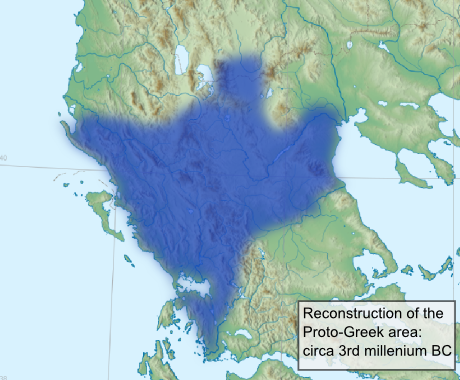 Reconstruction of the
Proto-Greek area:
circa 3rd millenium BC